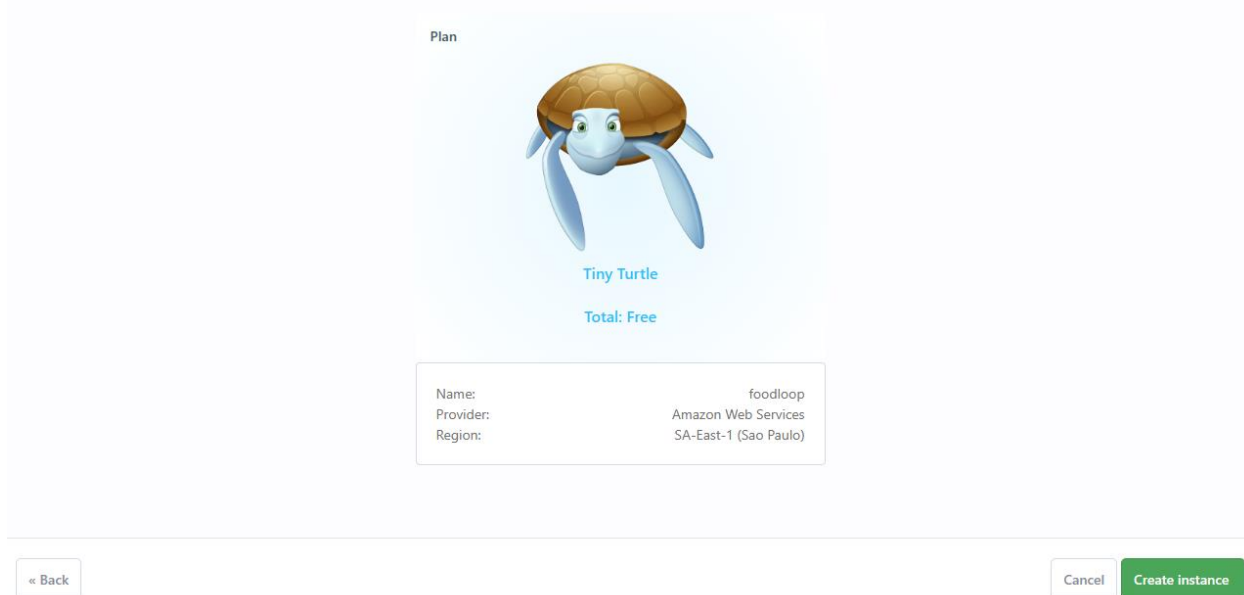 Plan
Tiny Turtle
Total: Free
Name: foodloop
Provider: Amazon Web Services
Region: SA-East-1 (Sao Paulo)
« Back Cancel Create instance